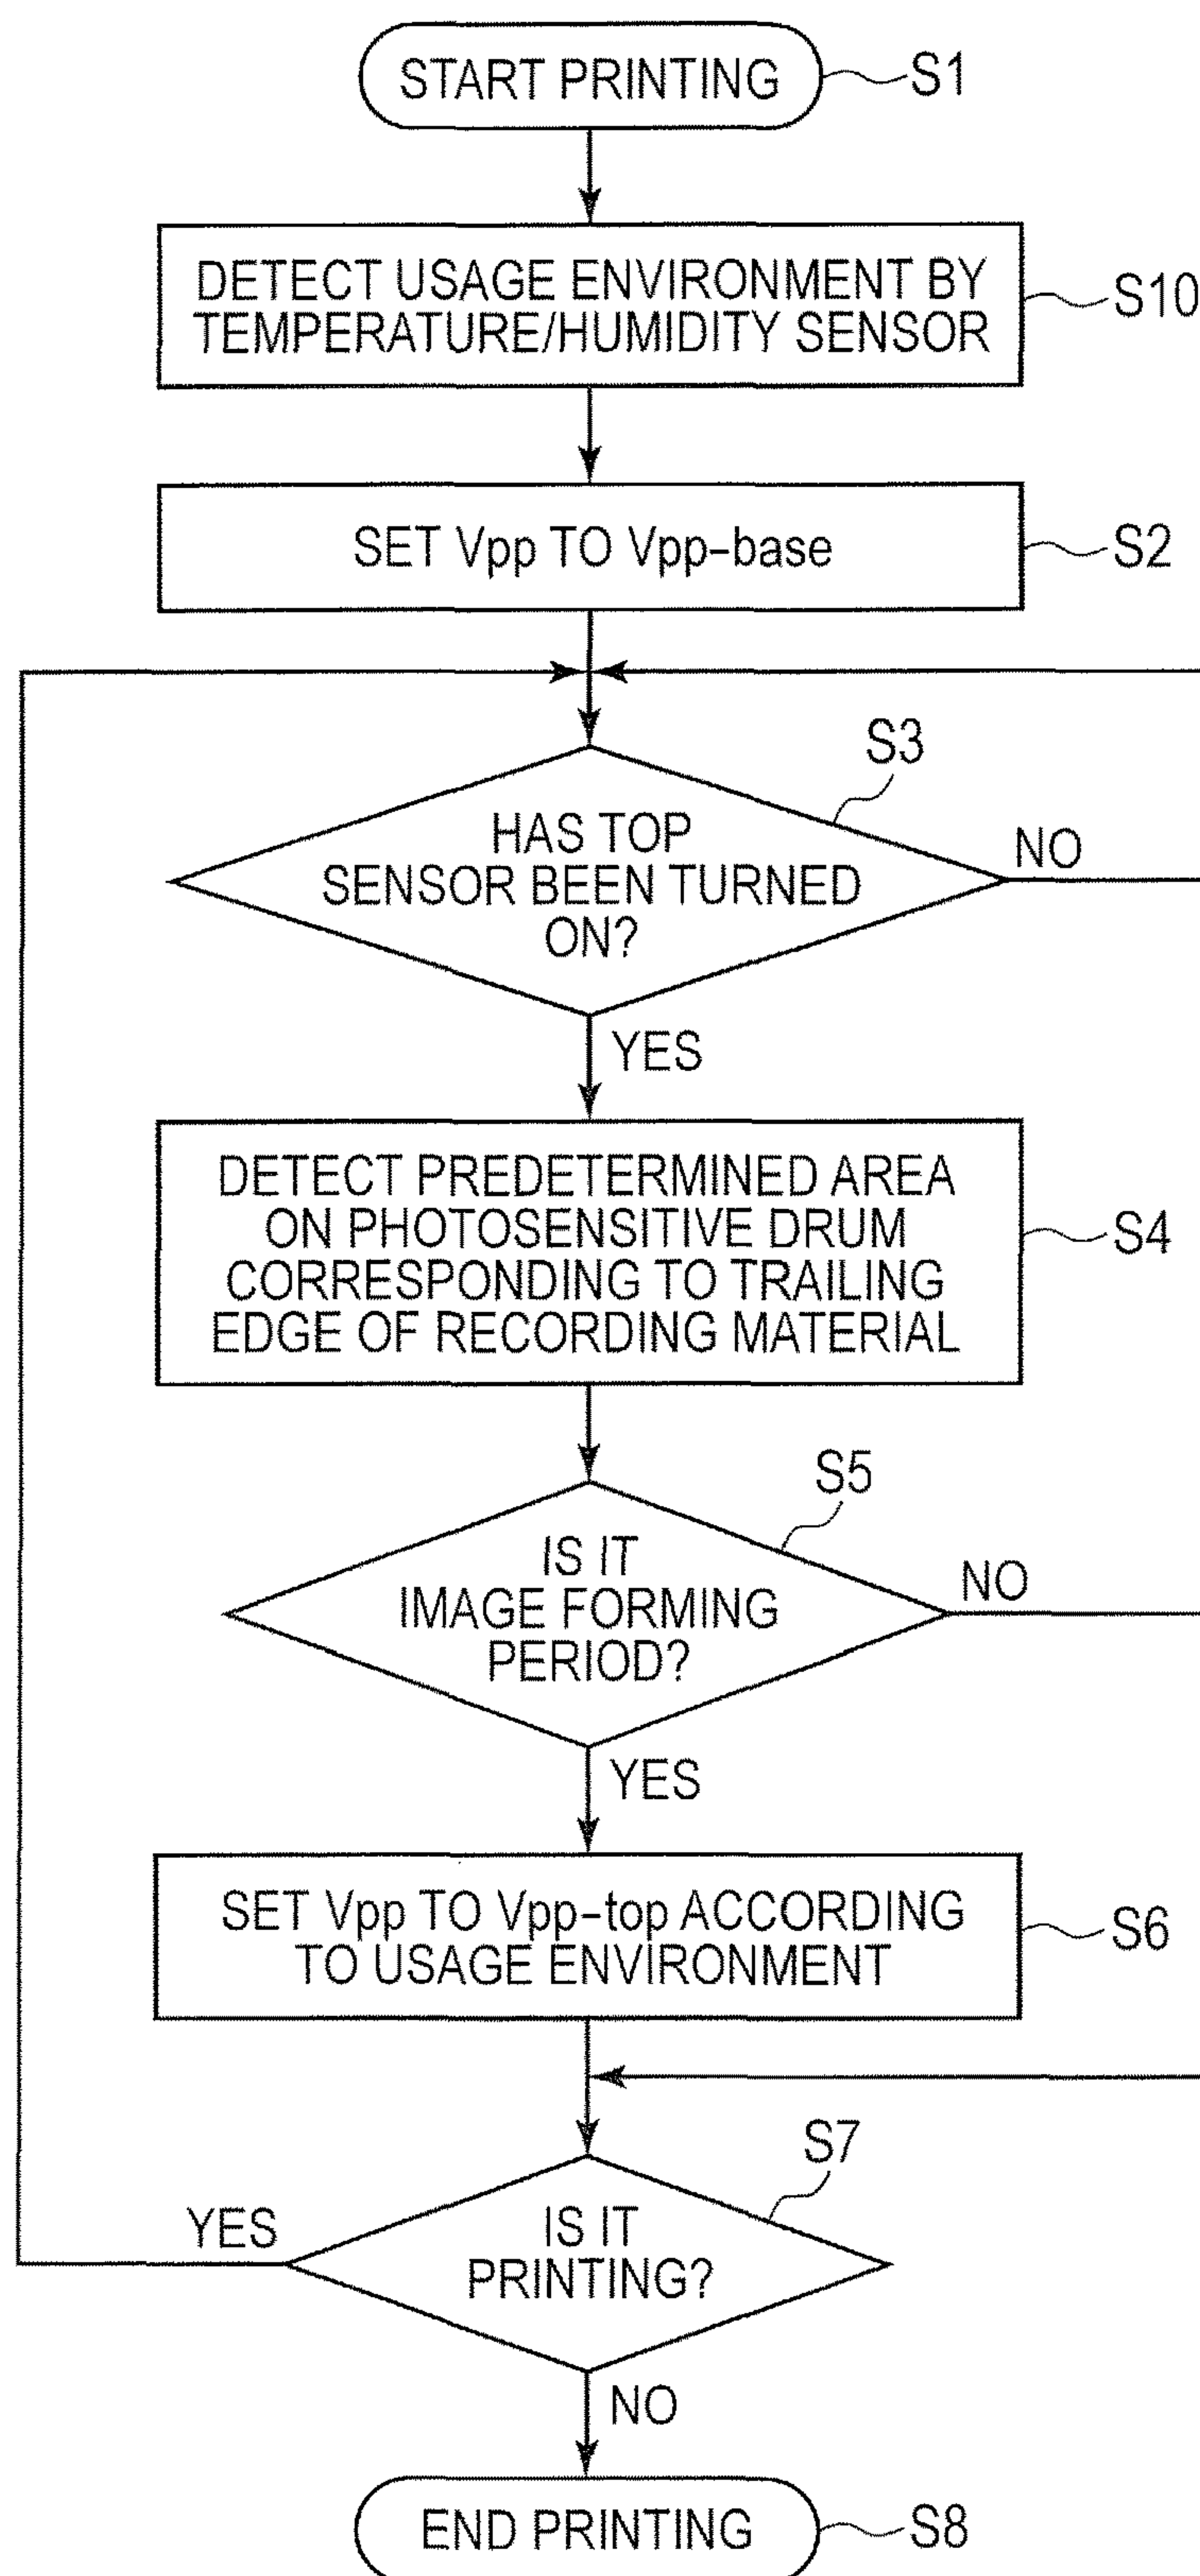 START PRINTING
S1
DETECT USAGE ENVIRONMENT BY
TEMPERATURE/HUMIDITY SENSOR
S10
SET Vpp TO Vpp-base
S2
S3
HAS TOP
SENSOR BEEN TURNED
ON?
NO
YES
DETECT PREDETERMINED AREA
ON PHOTOSENSITIVE DRUM
CORRESPONDING TO TRAILING
EDGE OF RECORDING MATERIAL
S4
S5
IS IT
IMAGE FORMING
PERIOD?
NO
YES
SET Vpp TO Vpp-top ACCORDING
TO USAGE ENVIRONMENT
S6
S7
IS IT
PRINTING?
YES
NO
END PRINTING
S8